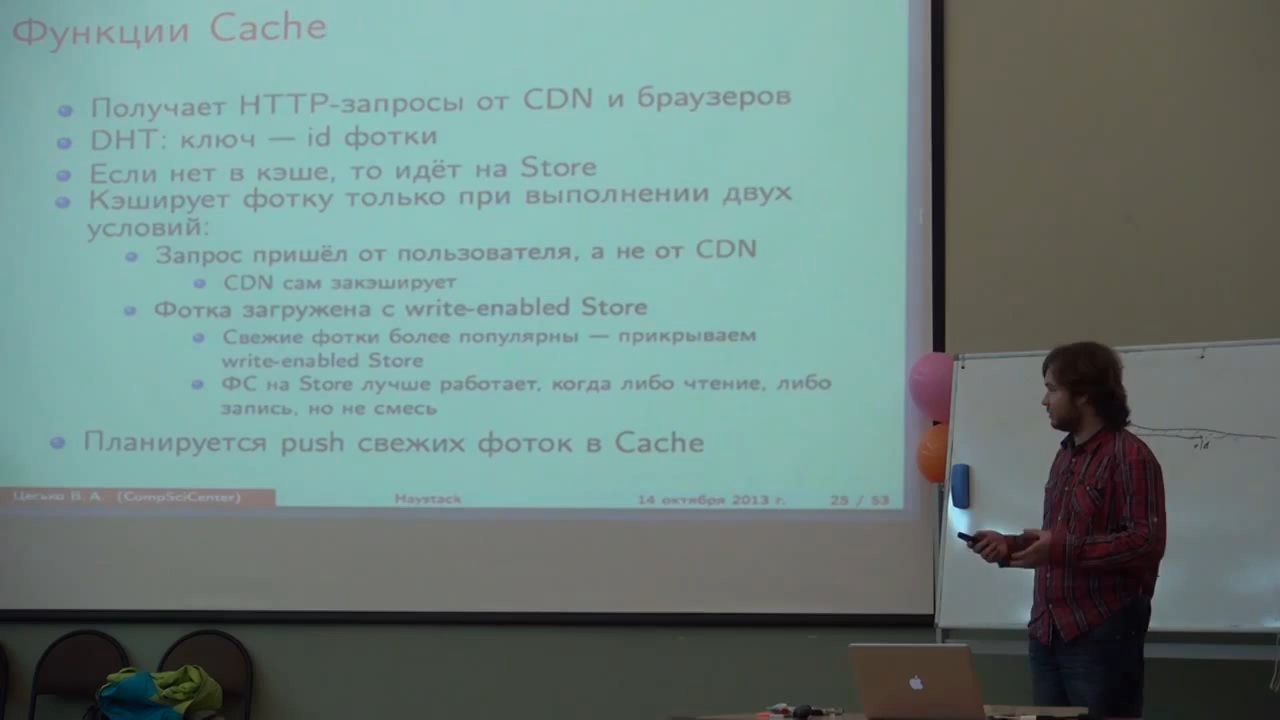 Функции Cache
Получает HTTP-запросы от CDN и браузеров
DHT: ключ — id фотки
Если нет в кэше, то идёт на Store
Кэширует фотку только при выполнении двух
условий:
Запрос пришёл от пользователя, а не от CDN
CDN сам закэширует
Фотка загружена с write-enabled Store
Свежие фотки более популярны — прикрываем
write-enabled Store
ФС на Store лучше работает, когда либо чтение, либо
запись, но не смесь
Планируется push свежих фоток в Cache
Цесько В. А. (CompSciCenter) Haystack 14 октября 2013 г. 25 / 53